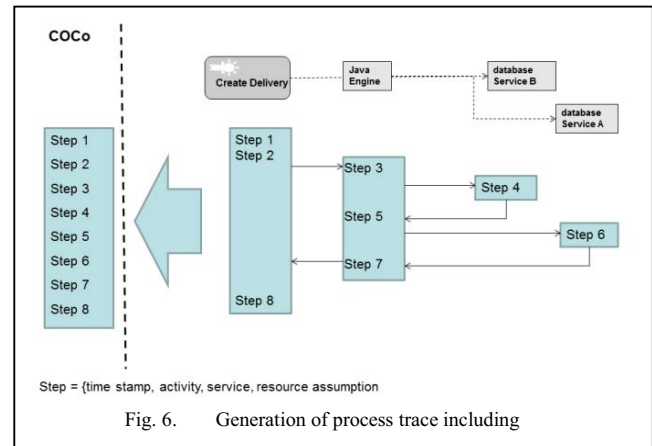 COCo
Create Delivery
Java
Engine
database
Service B
database
Service A
Step 1
Step 2
Step 3
Step 4
Step 5
Step 6
Step 7
Step 8
Step 1
Step 2
Step 3
Step 4
Step 5
Step 6
Step 7
Step 8
Step = {time stamp, activity, service, resource assumption
Fig. 6. Generation of process trace including